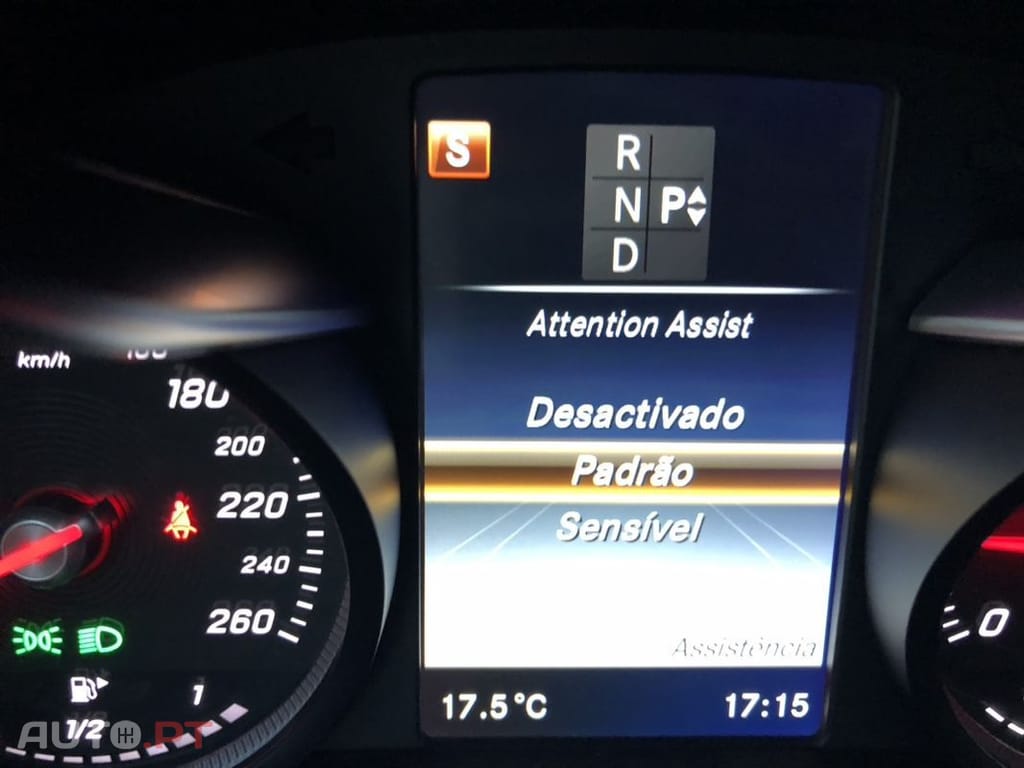 S
R
N P
D
Attention Assist
Desactivado
Padrão
Sensível
Assistência
17.5°C 17:15
km/h
180
200
220
240
260
1/2 1
0
AUTO.PT